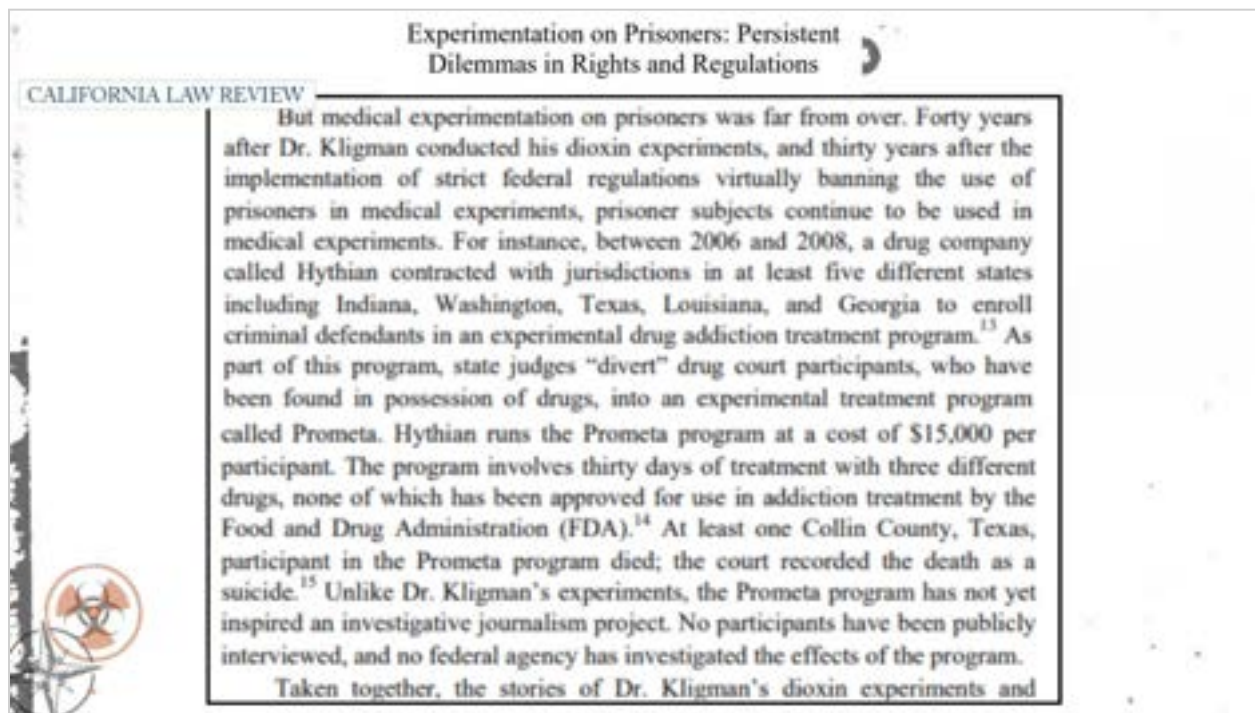 Experimentation on Prisoners: Persistent
Dilemmas in Rights and Regulations
CALIFORNIA LAW REVIEW
But medical experimentation on prisoners was far from over. Forty years
after Dr. Kligman conducted his dioxin experiments, and thirty years after the
implementation of strict federal regulations virtually banning the use of
prisoners in medical experiments, prisoner subjects continue to be used in
medical experiments. For instance, between 2006 and 2008, a drug company
called Hythian contracted with jurisdictions in at least five different states
including Indiana, Washington, Texas, Louisiana, and Georgia to enroll
criminal defendants in an experimental drug addiction treatment program.13 As
part of this program, state judges “divert” drug court participants, who have
been found in possession of drugs, into an experimental treatment program
called Prometa. Hythian runs the Prometa program at a cost of $15,000 per
participant. The program involves thirty days of treatment with three different
drugs, none of which has been approved for use in addiction treatment by the
Food and Drug Administration (FDA).14 At least one Collin County, Texas,
participant in the Prometa program died; the court recorded the death as a
suicide.15 Unlike Dr. Kligman’s experiments, the Prometa program has not yet
inspired an investigative journalism project. No participants have been publicly
interviewed, and no federal agency has investigated the effects of the program.
Taken together, the stories of Dr. Kligman’s dioxin experiments and